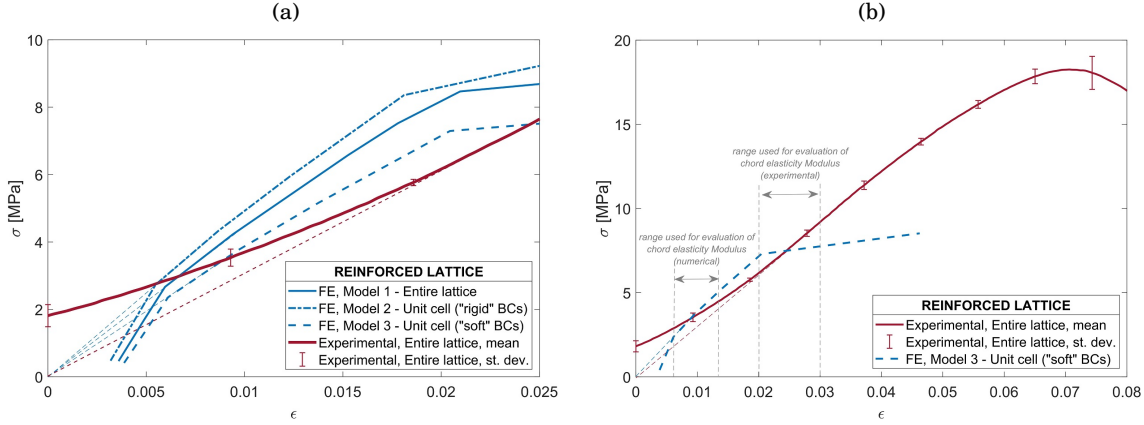 (a)
10
8
6
4
2
0
σ [MPa]
0
0.005
0.01
0.015
0.02
0.025
ϵ
REINFORCED LATTICE
FE, Model 1 - Entire lattice
FE, Model 2 - Unit cell ("rigid" BCs)
FE, Model 3 - Unit cell ("soft" BCs)
Experimental, Entire lattice, mean
Experimental, Entire lattice, st. dev.
(b)
20
15
10
5
0
σ [MPa]
0
0.01
0.02
0.03
0.04
0.05
0.06
0.07
0.08
ϵ
range used for evaluation of
chord elasticity Modulus
(experimental)
range used for evaluation of
chord elasticity Modulus
(numerical)
REINFORCED LATTICE
Experimental, Entire lattice, mean
Experimental, Entire lattice, st. dev.
FE, Model 3 - Unit cell ("soft" BCs)